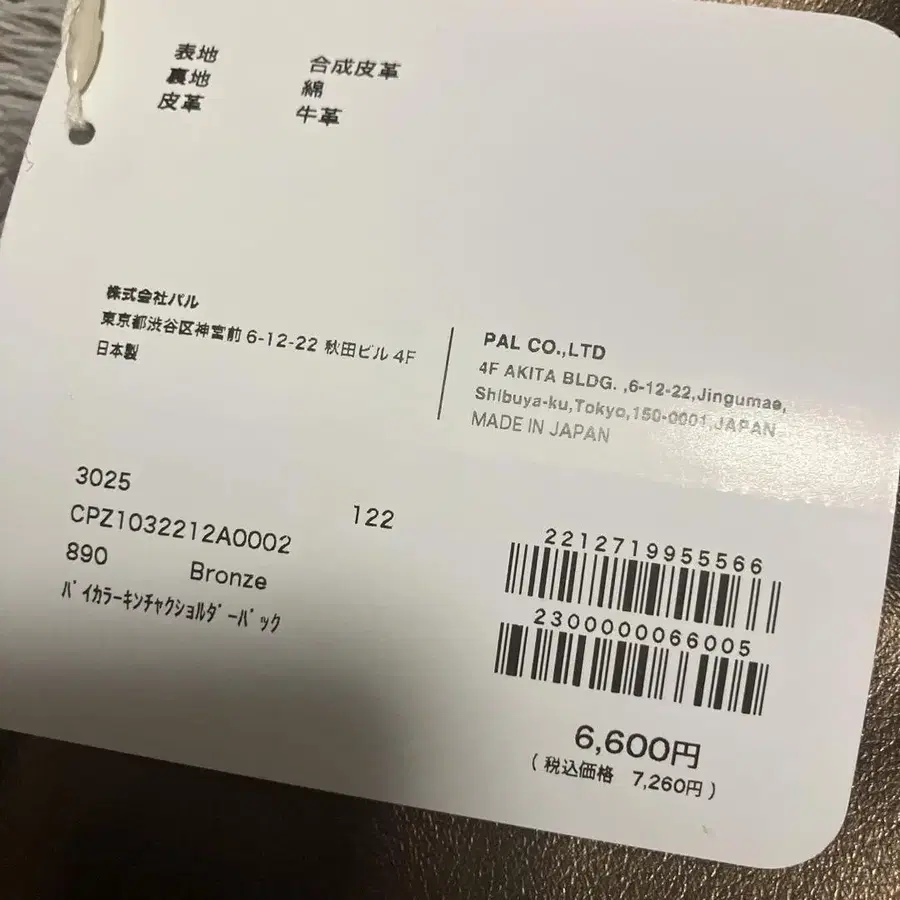 表地 合成皮革
裏地 綿
皮革 牛革
株式会社パル
東京都渋谷区神宮前 6-12-22 秋田ビル 4F
日本製
PAL CO.,LTD
4F AKITA BLDG. ,6-12-22,Jingumae,
Shibuya-ku,Tokyo,150-0001,JAPAN
MADE IN JAPAN
3025
CPZ1032212A0002 122
890 Bronze
バイカラーキンチャクショルダーバック
2212719955566
2300000066005
6,600円
( 税込価格 7,260円 )